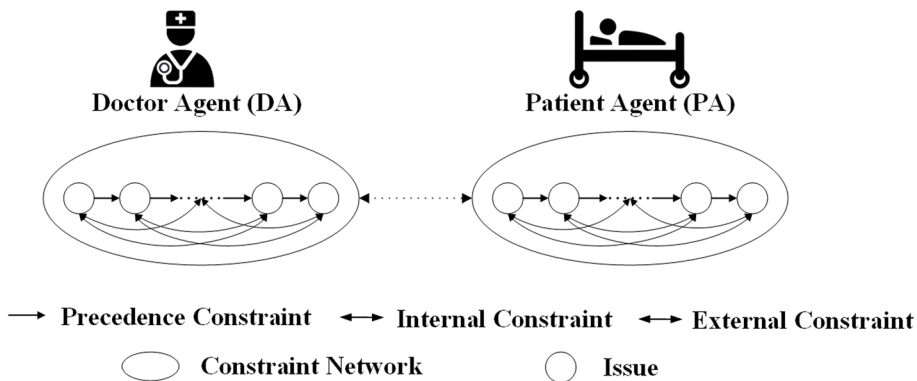 Doctor Agent (DA) Patient Agent (PA)
Precedence Constraint Internal Constraint External Constraint
Constraint Network Issue